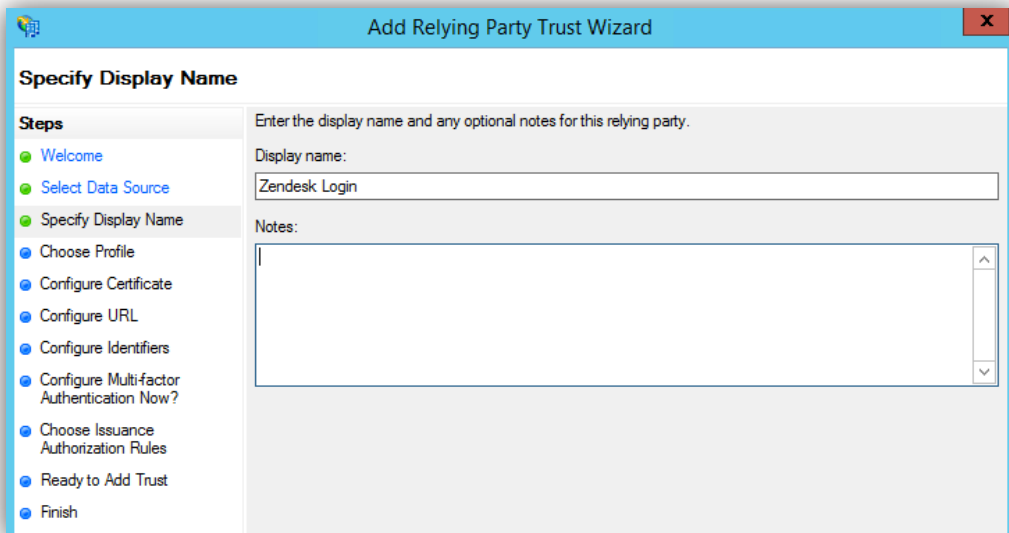 Add Relying Party Trust Wizard
x
Specify Display Name
Steps
Welcome
Select Data Source
Specify Display Name
Choose Profile
Configure Certificate
Configure URL
Configure Identifiers
Configure Multi-factor
Authentication Now?
Choose Issuance
Authorization Rules
Ready to Add Trust
Finish
Enter the display name and any optional notes for this relying party.
Display name:
Zendesk Login
Notes: